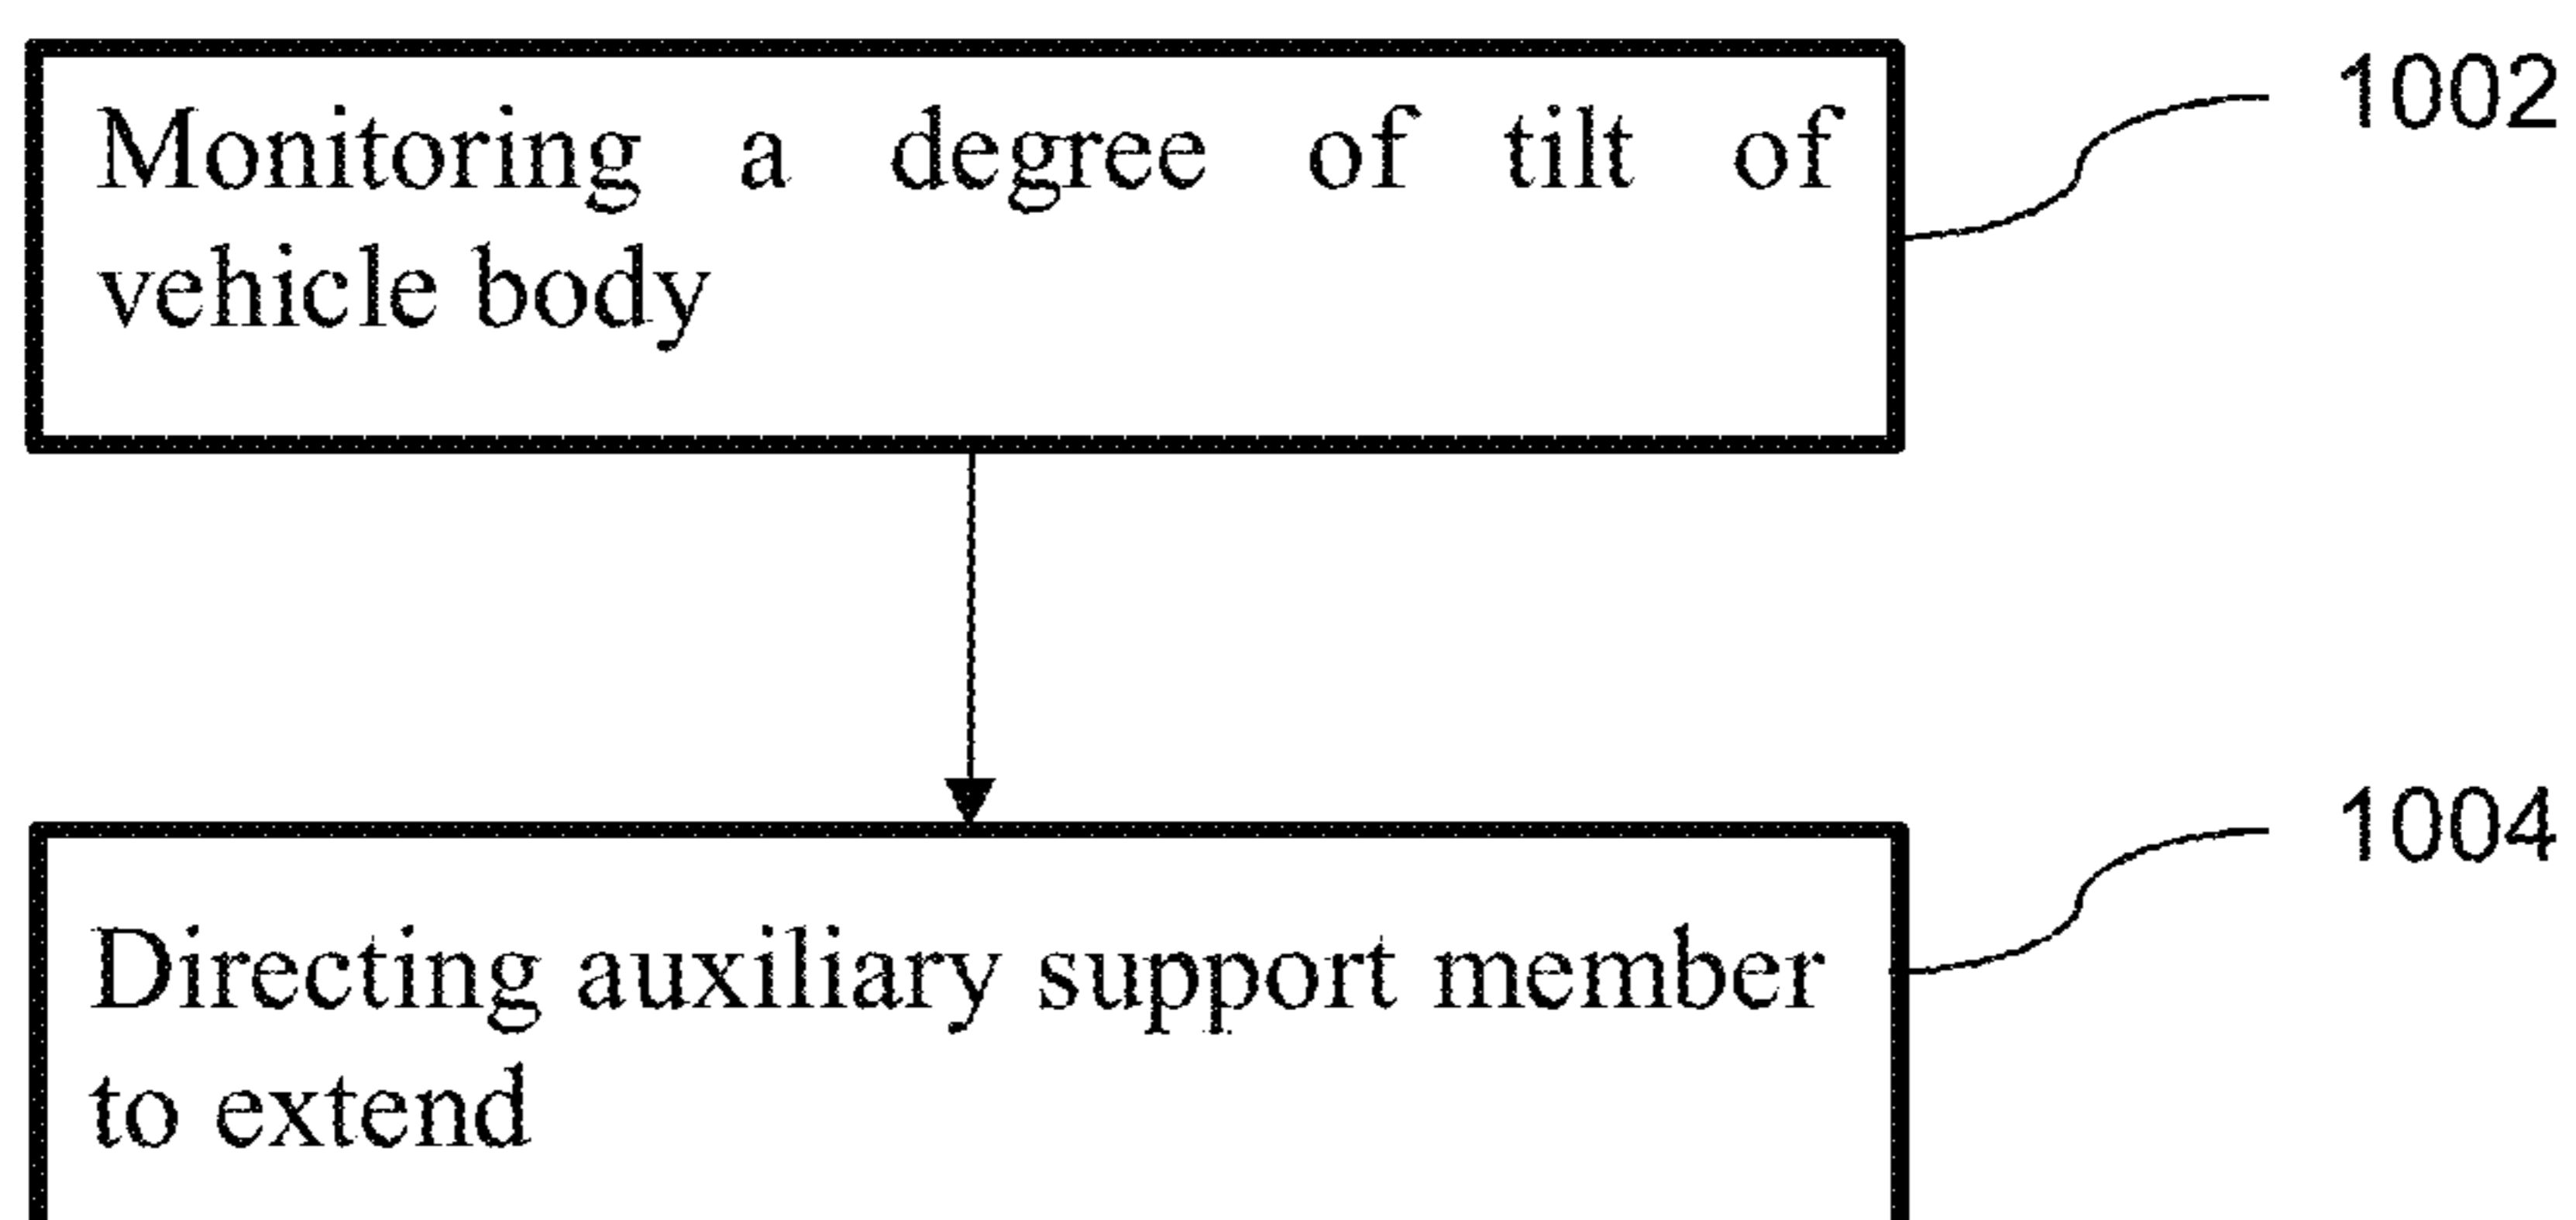 Monitoring a degree of tilt of
vehicle body
1002
Directing auxiliary support member
to extend
1004